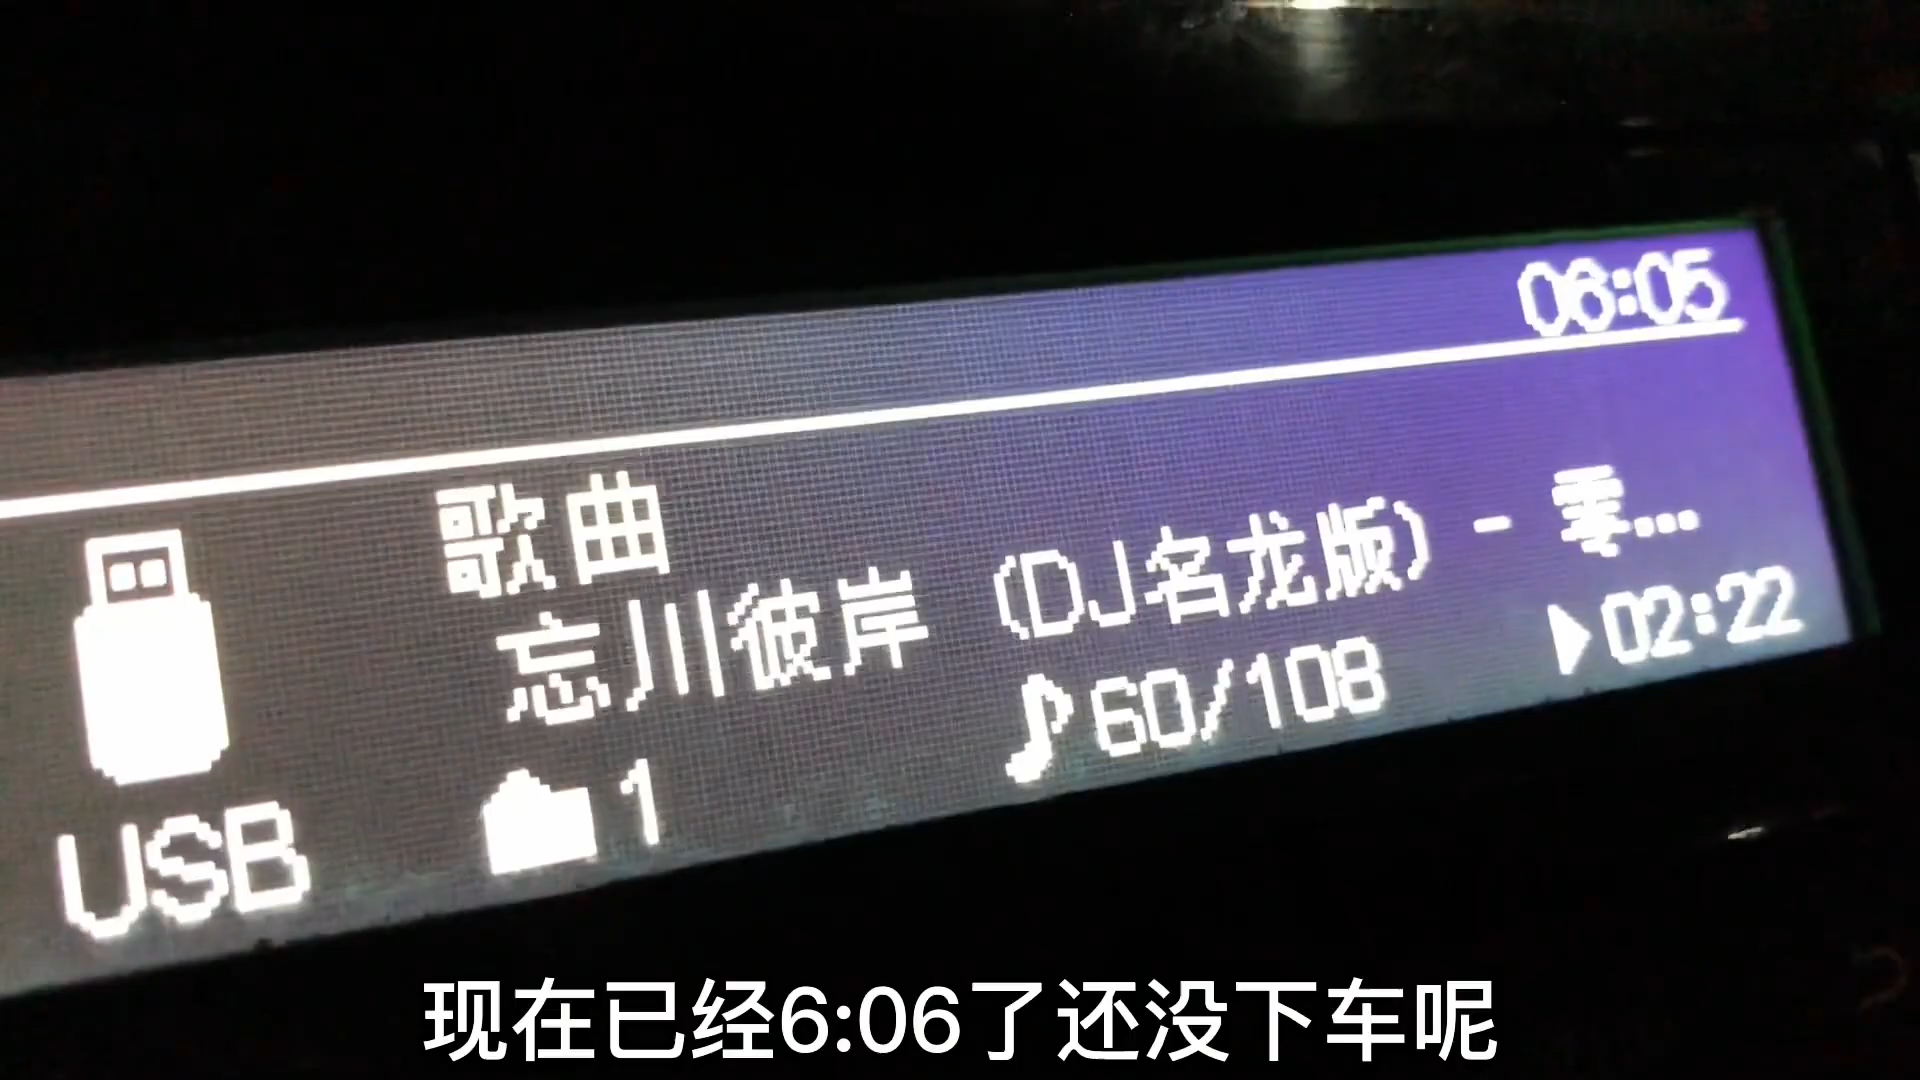 06:05
歌曲
忘川彼岸 (DJ名龙版) - 零...
1 60/108 02:22
USB
现在已经6:06了还没下车呢